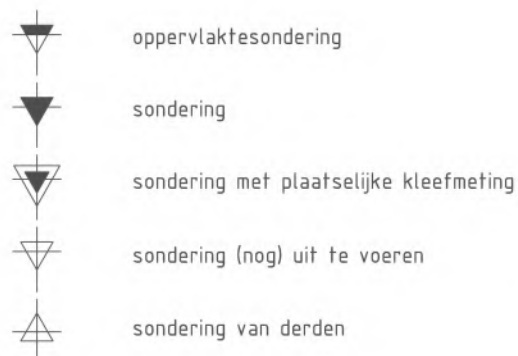 oppervlaktesondering
sondering
sondering met plaatselijke kleefmeting
sondering (nog) uit te voeren
sondering van derden